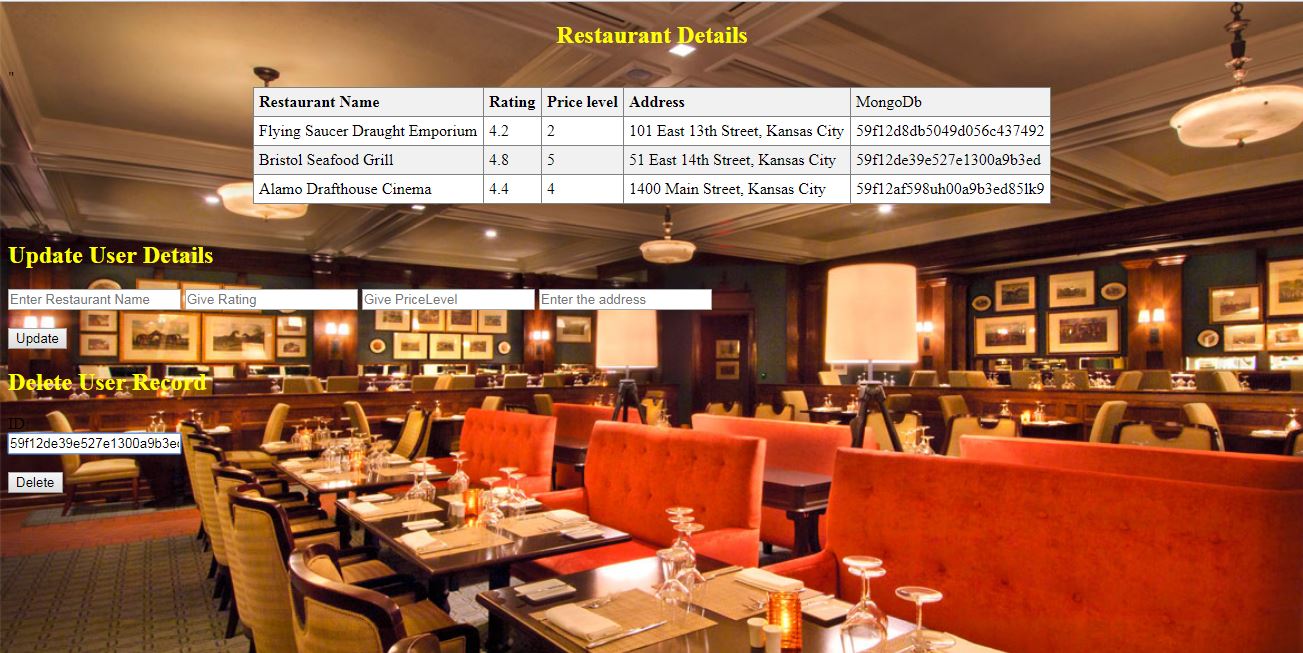 Restaurant Details
"
Restaurant Name Rating Price level Address MongoDb
Flying Saucer Draught Emporium 4.2 2 101 East 13th Street, Kansas City 59f12d8db5049d056c437492
Bristol Seafood Grill 4.8 5 51 East 14th Street, Kansas City 59f12de39e527e1300a9b3ed
Alamo Drafthouse Cinema 4.4 4 1400 Main Street, Kansas City 59f12af598uh00a9b3ed85lk9
Update User Details
Enter Restaurant Name Give Rating Give PriceLevel Enter the address
Update
Delete User Record
ID
59f12de39e527e1300a9b3ed
Delete